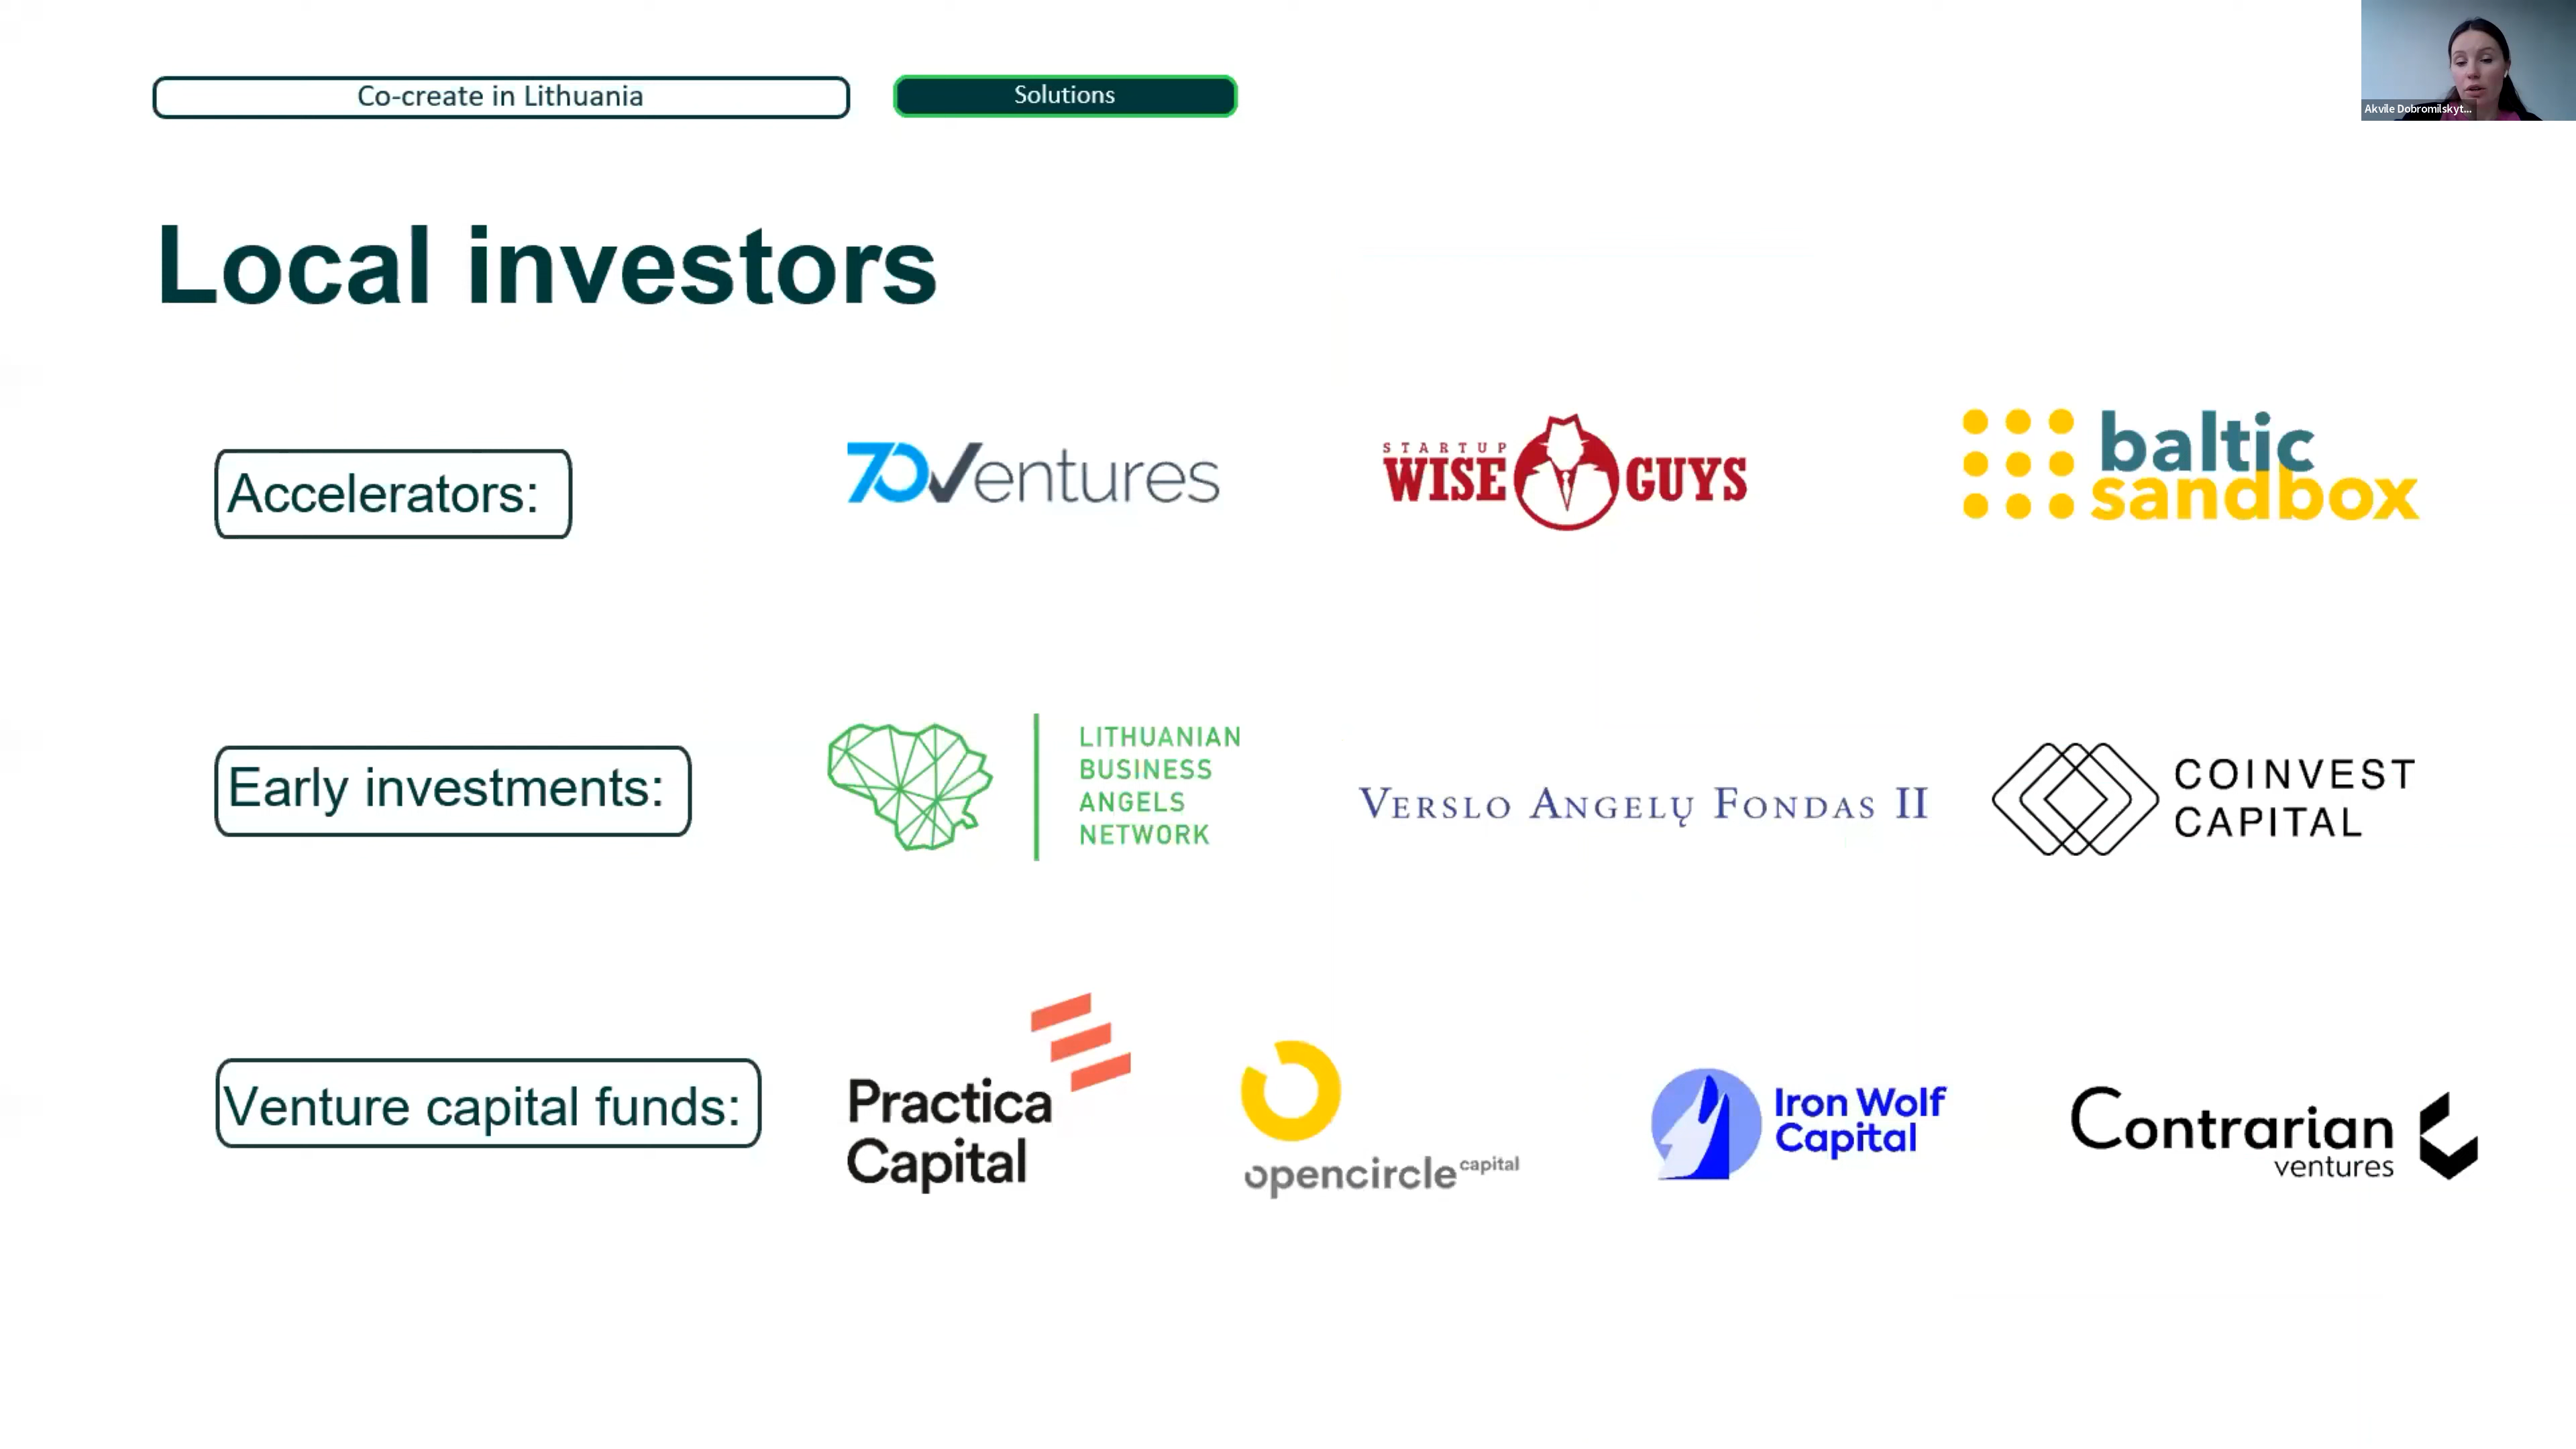 Co-create in Lithuania
Solutions
Akvile Dobromilskyt...
Local investors
Accelerators:
70Ventures
STARTUP
WISE GUYS
baltic
sandbox
Early investments:
LITHUANIAN
BUSINESS
ANGELS
NETWORK
VERSLO ANGELŲ FONDAS II
COINVEST
CAPITAL
Venture capital funds:
Practica
Capital
opencircle capital
Iron Wolf
Capital
Contrarian
ventures